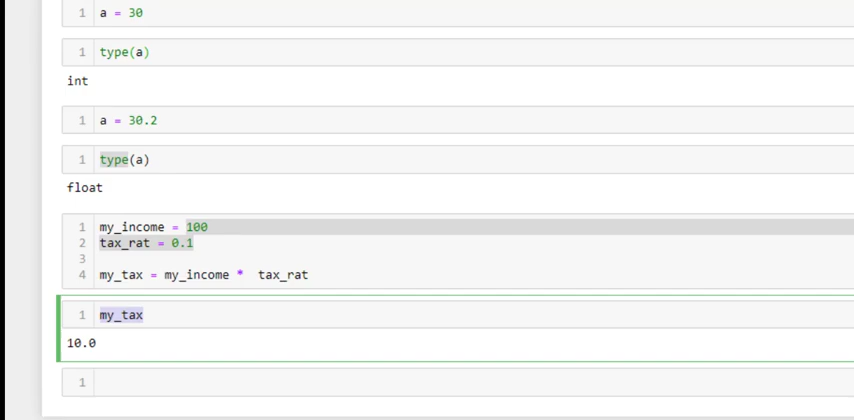 1 a = 30
1 type(a)
int
1 a = 30.2
1 type(a)
float
1 my_income = 100
2 tax_rat = 0.1
3
4 my_tax = my_income *  tax_rat
1 my_tax
10.0
1